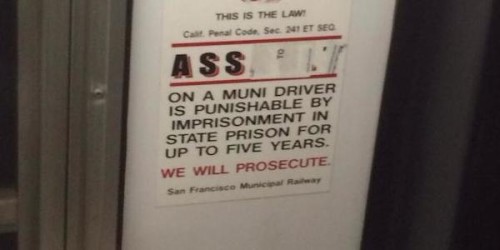 THIS IS THE LAW!
Calif. Penal Code, Sec. 241 ET SEQ.
ASS
ON A MUNI DRIVER
IS PUNISHABLE BY
IMPRISONMENT IN
STATE PRISON FOR
UP TO FIVE YEARS.
WE WILL PROSECUTE.
San Francisco Municipal Railway